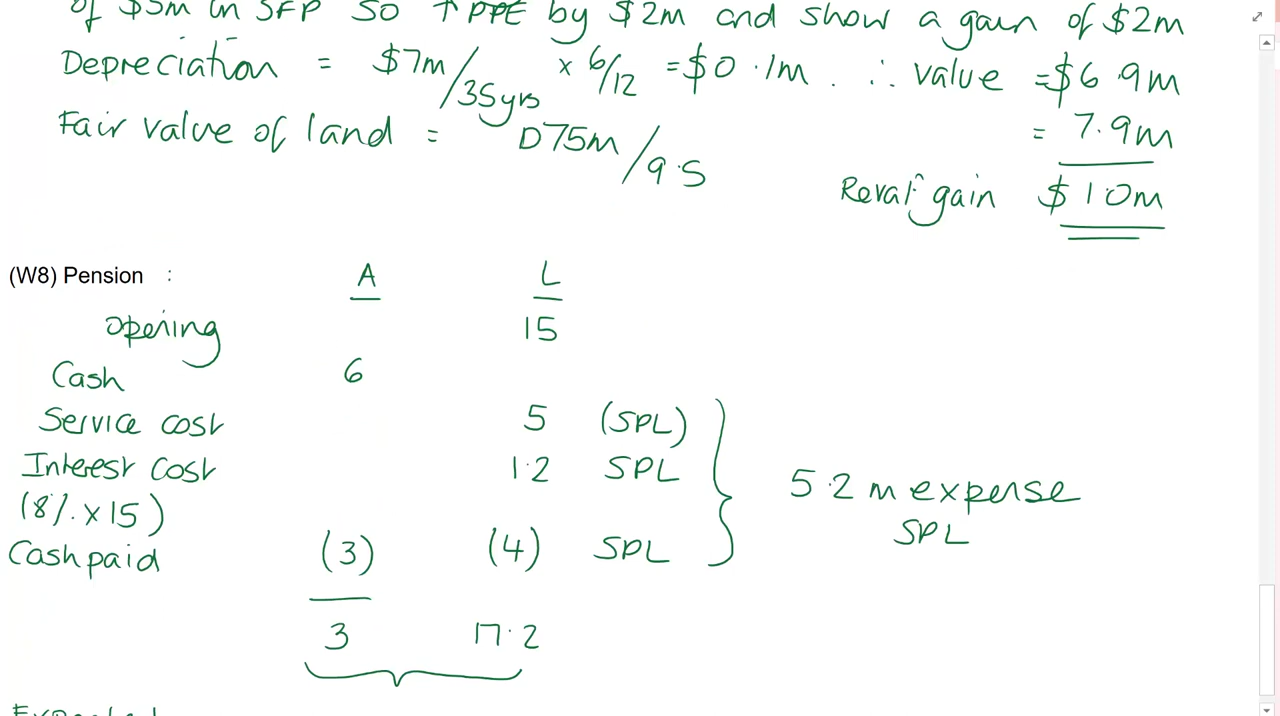 of $5m in SFP so ↑ PPE by $2m and show a gain of $2m
Depreciation = $7m/35yrs × 6/12 = $0.1m. ∴ value = $6.9m
Fair value of land = D75m/9.5 = 7.9m
Revalⁿ gain $1.0m
(W8) Pension : A L
Opening 15
Cash 6
Service cost 5 (SPL)
Interest cost 1.2 SPL
5.2m expense
(8% × 15)
SPL
Cash paid (3) (4) SPL
3 17.2
Expected